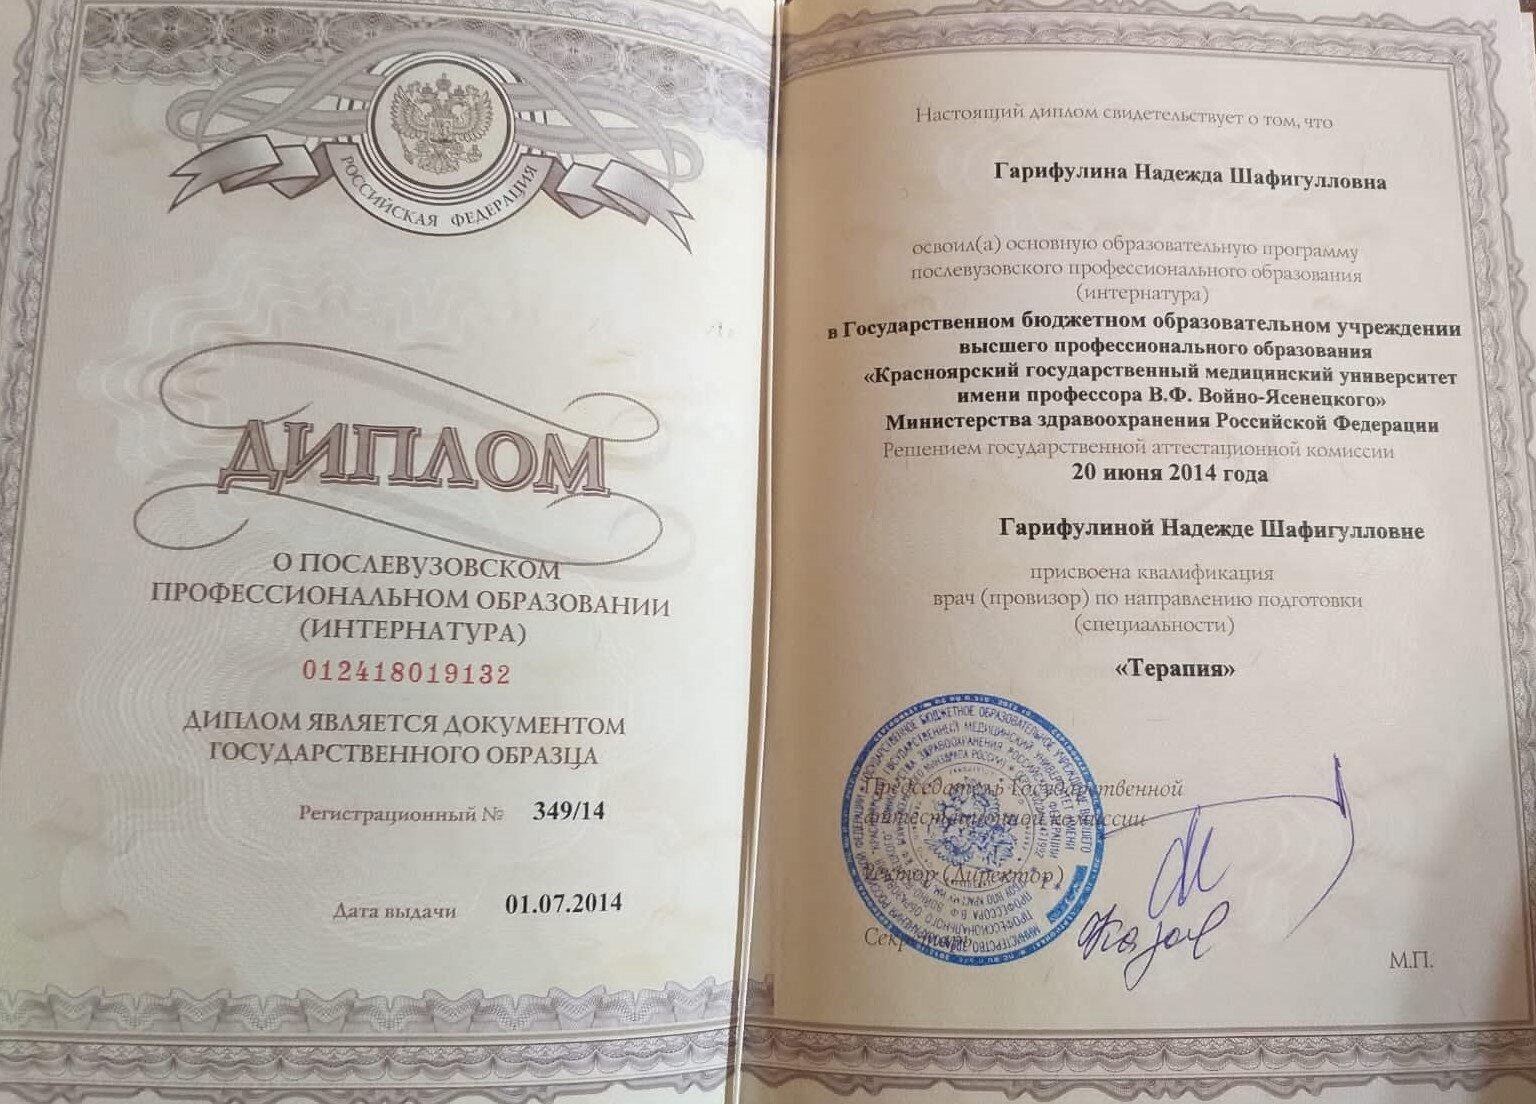 РОССИЙСКАЯ ФЕДЕРАЦИЯ
ДИПЛОМ
О ПОСЛЕВУЗОВСКОМ
ПРОФЕССИОНАЛЬНОМ ОБРАЗОВАНИИ
(ИНТЕРНАТУРА)
012418019132
ДИПЛОМ ЯВЛЯЕТСЯ ДОКУМЕНТОМ
ГОСУДАРСТВЕННОГО ОБРАЗЦА
Регистрационный № 349/14
Дата выдачи 01.07.2014
Настоящий диплом свидетельствует о том, что
Гарифулина Надежда Шафигулловна
освоил(а) основную образовательную программу
послевузовского профессионального образования
(интернатура)
в Государственном бюджетном образовательном учреждении
высшего профессионального образования
«Красноярский государственный медицинский университет
имени профессора В.Ф. Войно-Ясенецкого»
Министерства здравоохранения Российской Федерации
Решением государственной аттестационной комиссии
20 июня 2014 года
Гарифулиной Надежде Шафигулловне
присвоена квалификация
врач (провизор) по направлению подготовки
(специальности)
«Терапия»
Председатель Государственной
аттестационной комиссии
Ректор (Директор)
Секретарь
М.П.